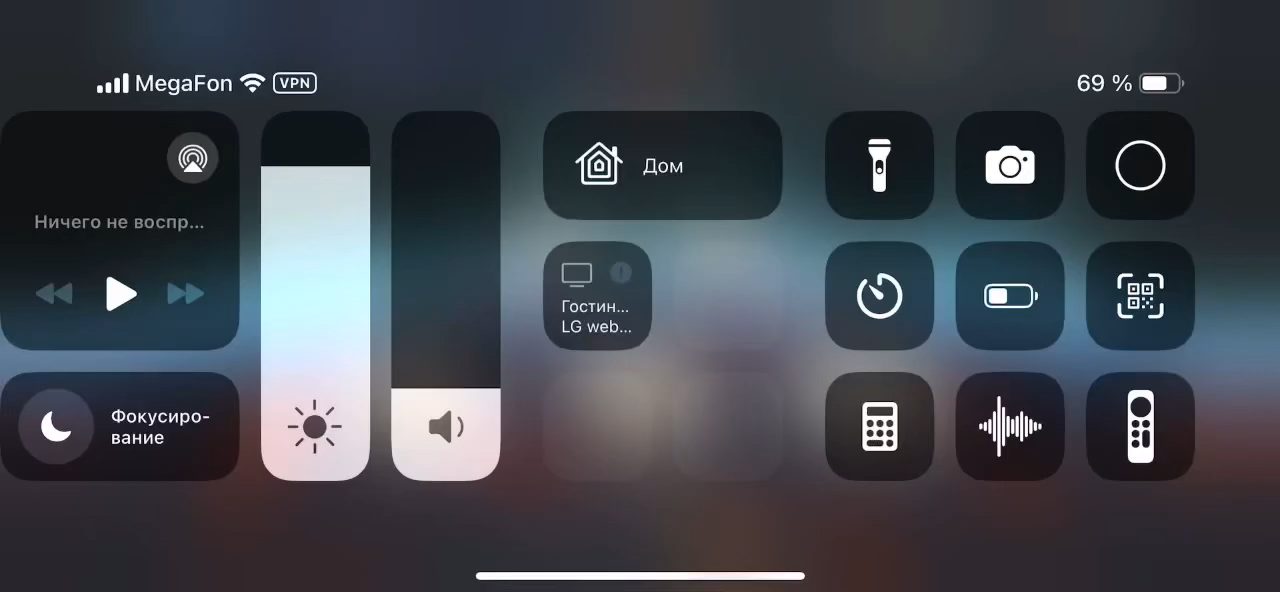 MegaFon VPN
69 %
Ничего не воспр...
Фокусиро-
вание
Дом
Гостин...
LG web...